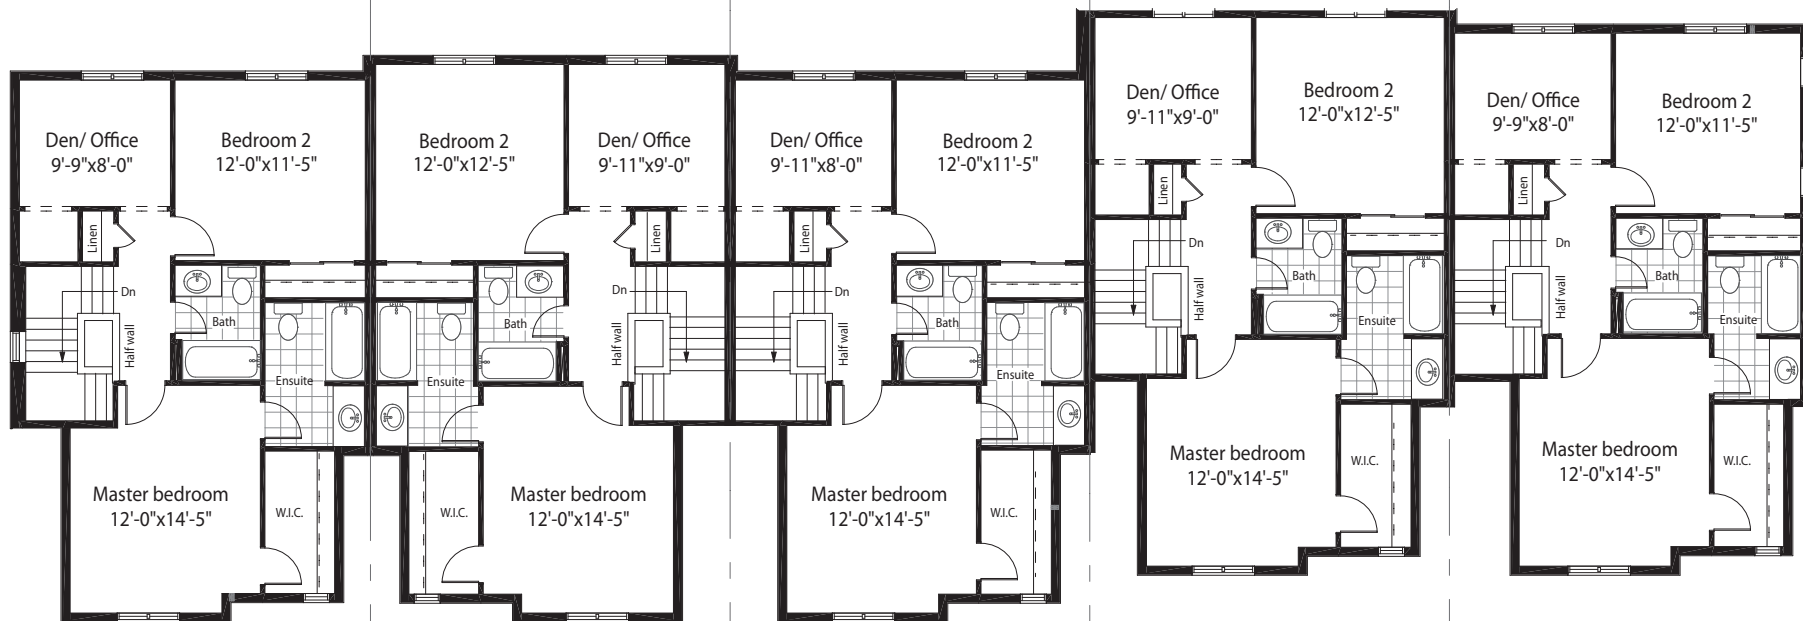 Den/ Office
9'-9"x8'-0"
Bedroom 2
12'-0"x11'-5"
Linen
Dn
Half wall
Bath
Ensuite
Master bedroom
12'-0"x14'-5"
W.I.C.
Bedroom 2
12'-0"x12'-5"
Den/ Office
9'-11"x9'-0"
Linen
Dn
Half wall
Bath
Ensuite
W.I.C.
Master bedroom
12'-0"x14'-5"
Den/ Office
9'-11"x8'-0"
Bedroom 2
12'-0"x11'-5"
Linen
Dn
Half wall
Bath
Ensuite
Master bedroom
12'-0"x14'-5"
W.I.C.
Den/ Office
9'-11"x9'-0"
Bedroom 2
12'-0"x12'-5"
Linen
Dn
Half wall
Bath
Ensuite
Master bedroom
12'-0"x14'-5"
W.I.C.
Den/ Office
9'-9"x8'-0"
Bedroom 2
12'-0"x11'-5"
Linen
Dn
Half wall
Bath
Ensuite
Master bedroom
12'-0"x14'-5"
W.I.C.